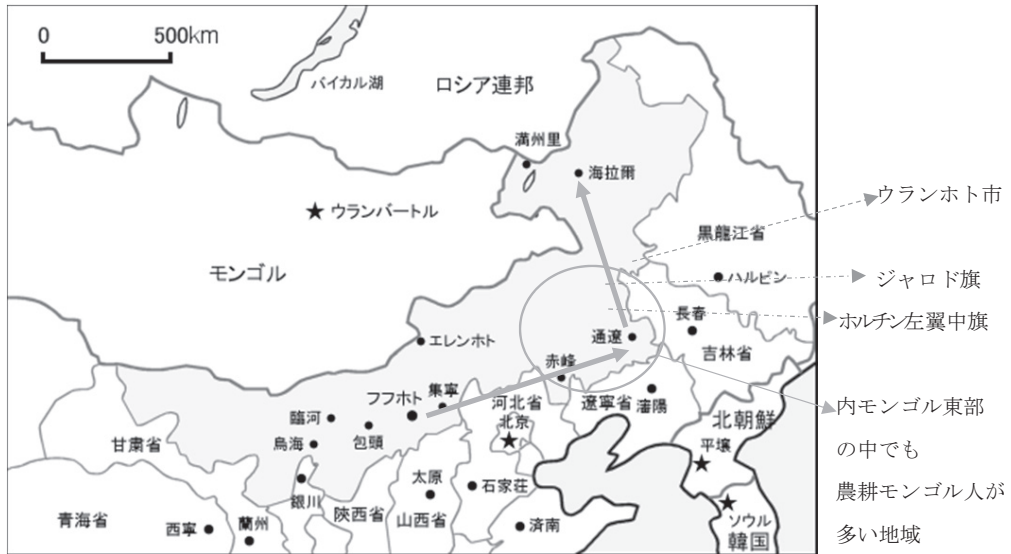 0 500km
バイカル湖
ロシア連邦
満州里
海拉爾
ウランホト市
ウランバートル
黒龍江省
モンゴル
ハルビン
ジャロド旗
長春
ホルチン左翼中旗
エレンホト
通遼
吉林省
赤峰
集寧
フフホト
河北省
遼寧省
瀋陽
北朝鮮
内モンゴル東部
の中でも
農耕モンゴル人が
多い地域
臨河
包頭
北京
烏海
甘粛省
平壌
太原
石家荘
銀川
陝西省
山西省
青海省
西寧
蘭州
済南
ソウル
韓国